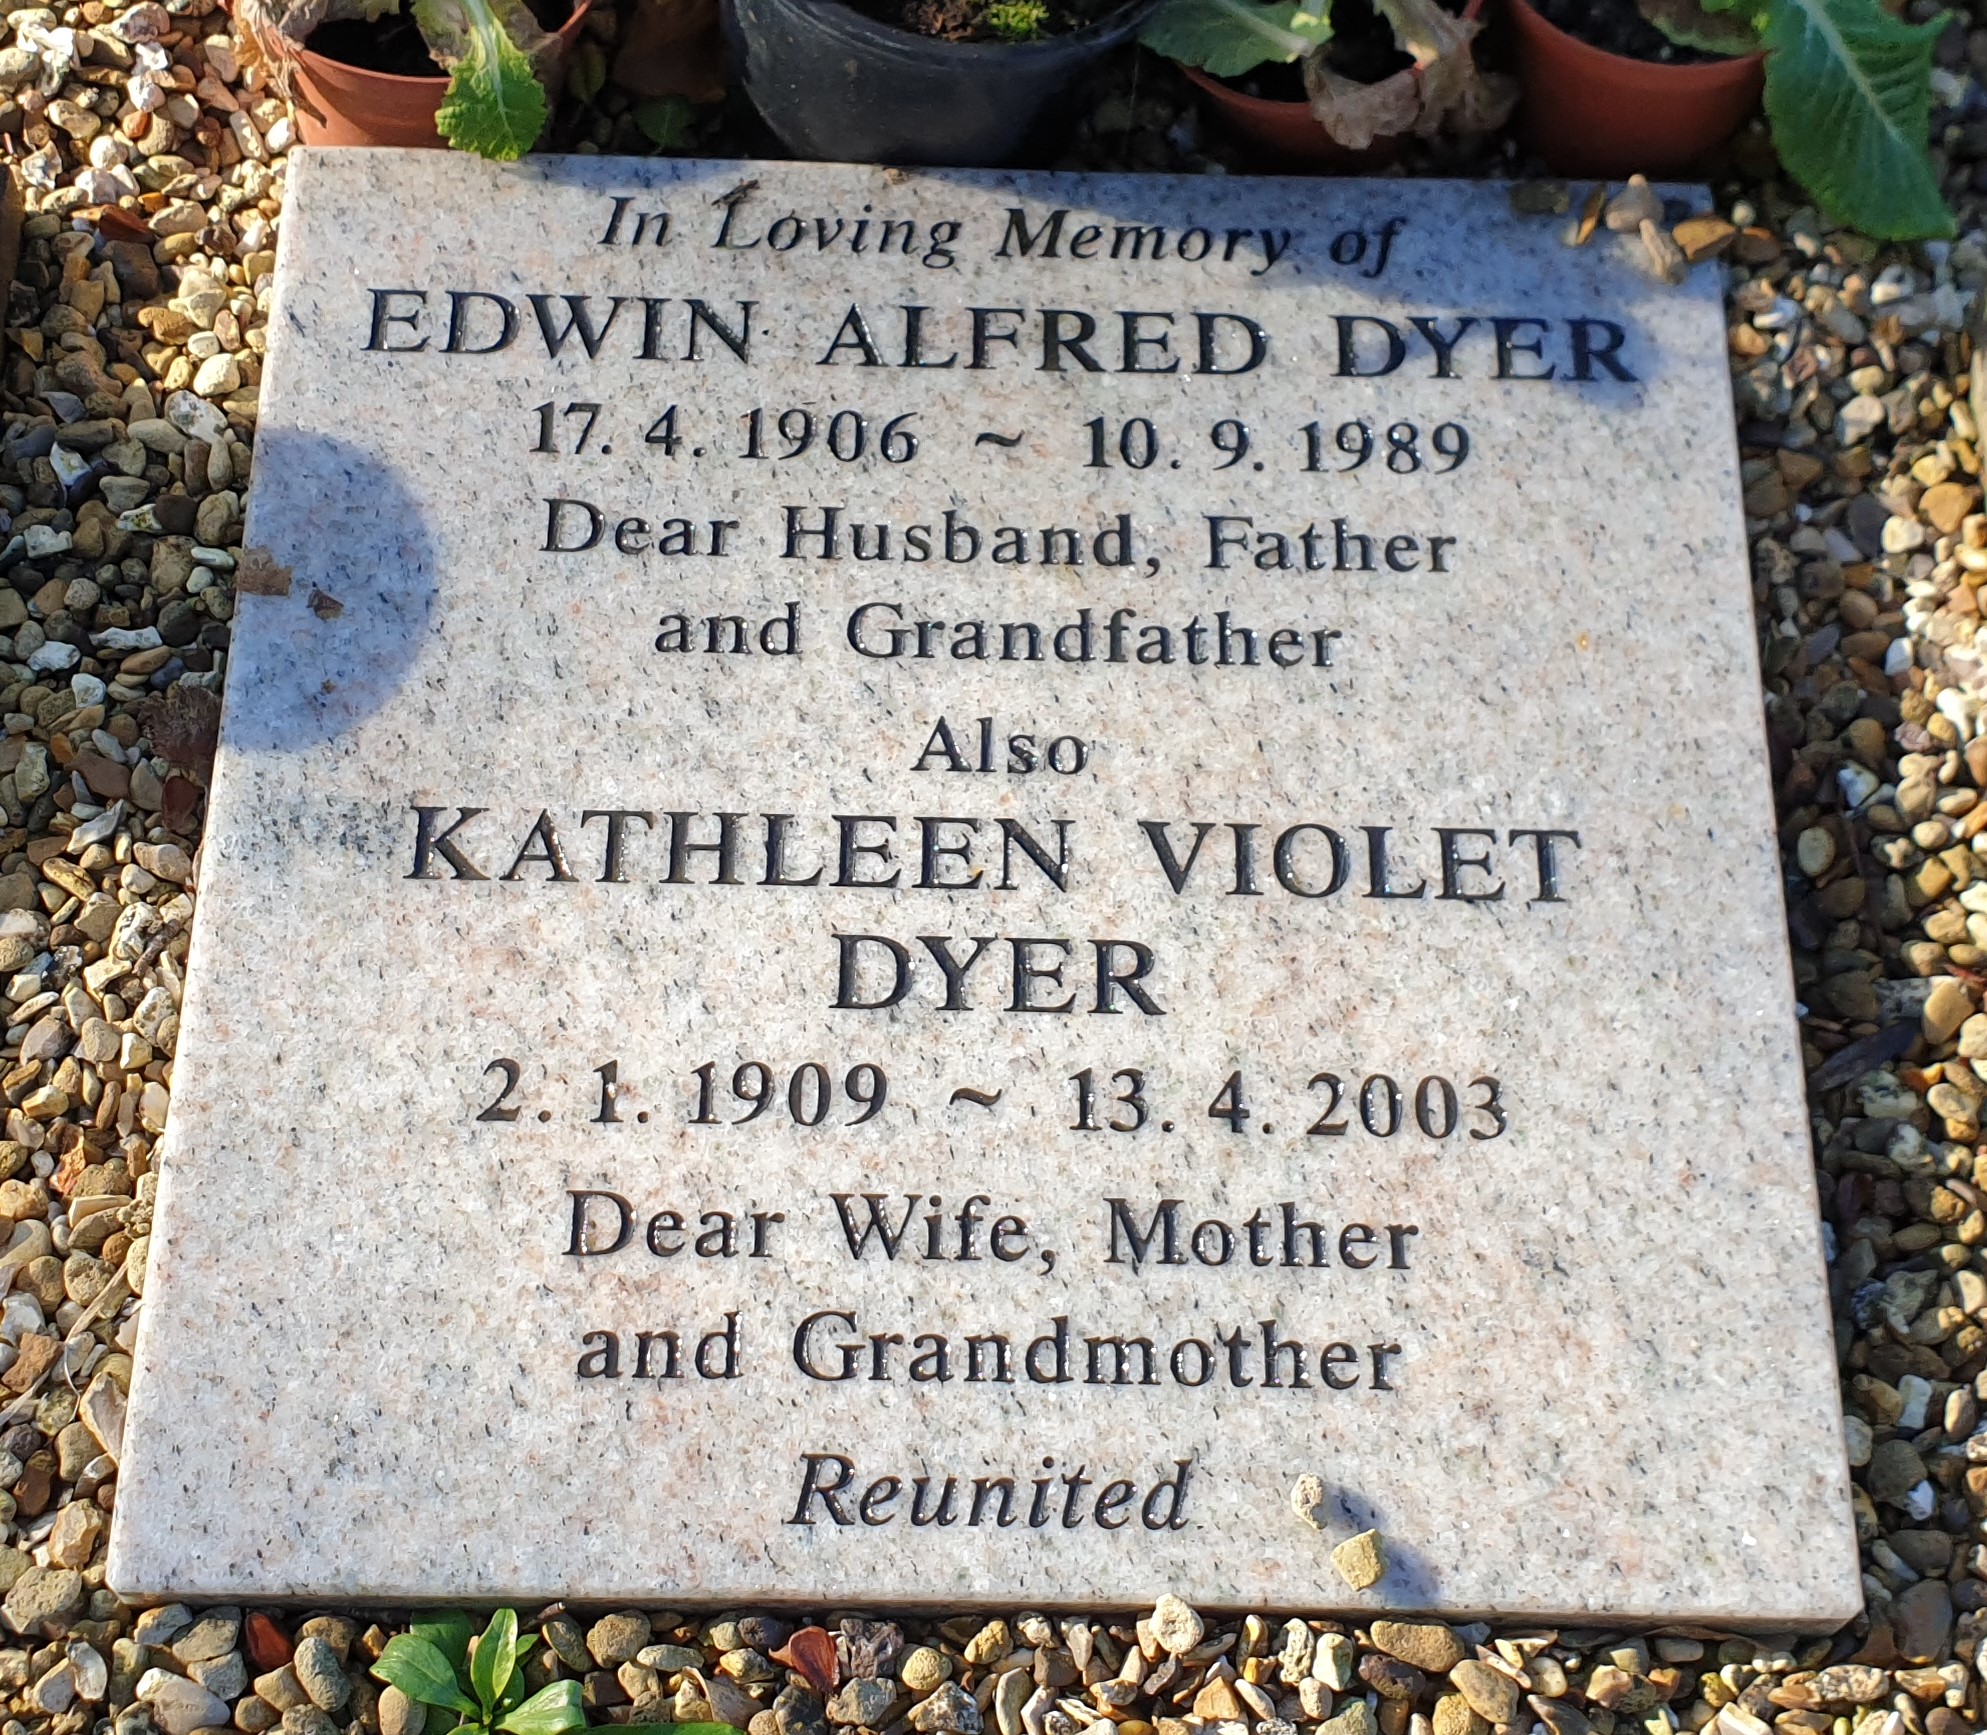 In Loving Memory of
EDWIN ALFRED DYER
17. 4. 1906 ~ 10. 9. 1989
Dear Husband, Father
and Grandfather
Also
KATHLEEN VIOLET
DYER
2. 1. 1909 ~ 13. 4. 2003
Dear Wife, Mother
and Grandmother
Reunited